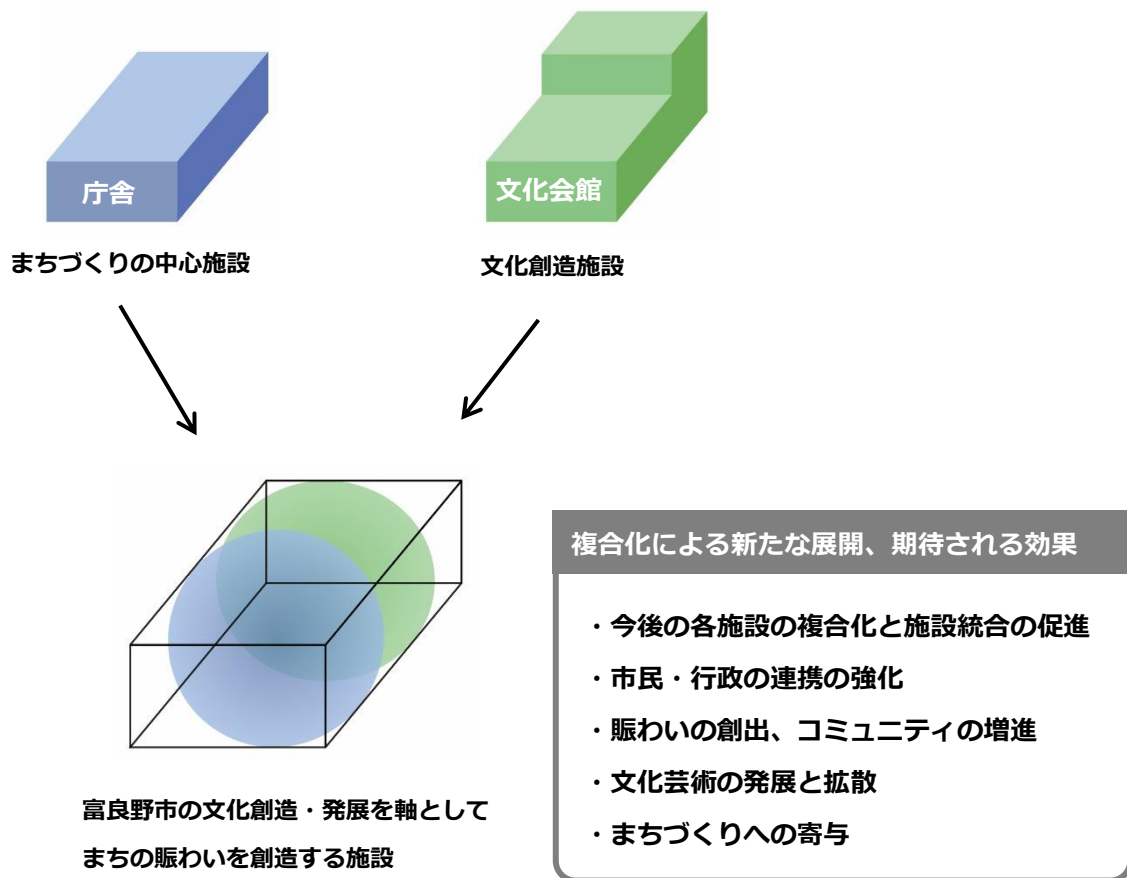 庁舎
文化会館
まちづくりの中心施設
文化創造施設
複合化による新たな展開、期待される効果
・今後の各施設の複合化と施設統合の促進
・市民・行政の連携の強化
・賑わいの創出、コミュニティの増進
・文化芸術の発展と拡散
・まちづくりへの寄与
富良野市の文化創造・発展を軸として
まちの賑わいを創造する施設